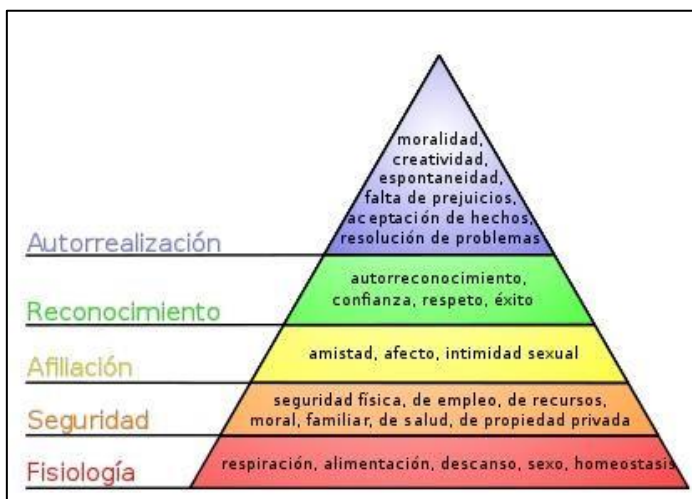 moralidad,
creatividad,
espontaneidad,
falta de prejuicios,
aceptación de hechos,
resolución de problemas
Autorrealización
autorreconocimiento,
confianza, respeto, éxito
Reconocimiento
amistad, afecto, intimidad sexual
Afiliación
seguridad física, de empleo, de recursos,
moral, familiar, de salud, de propiedad privada
Seguridad
respiración, alimentación, descanso, sexo, homeostasis
Fisiología